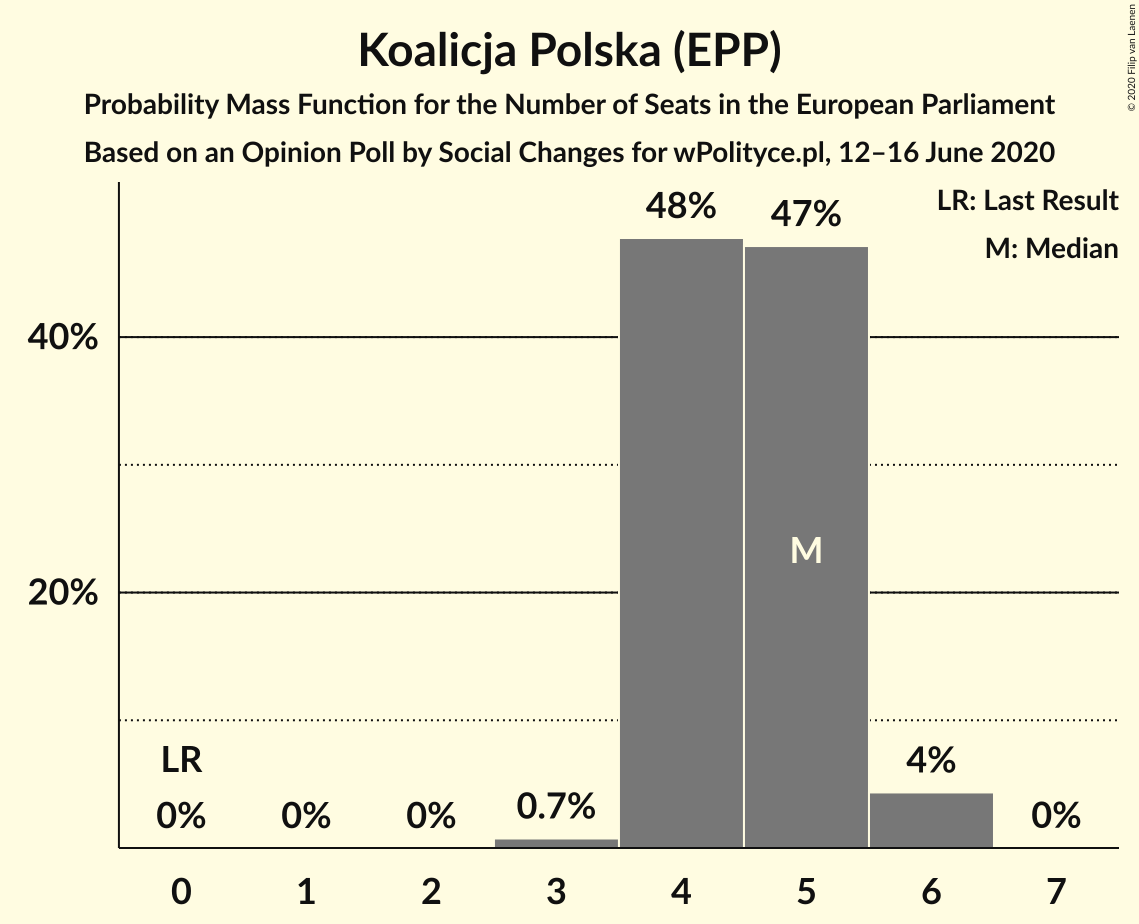 Koalicja Polska (EPP)
Probability Mass Function for the Number of Seats in the European Parliament
Based on an Opinion Poll by Social Changes for wPolityce.pl, 12–16 June 2020
© 2020 Filip van Laenen
LR: Last Result
M: Median
48%
47%
40%
M
20%
LR
4%
0%
0%
0%
0.7%
0%
0
1
2
3
4
5
6
7